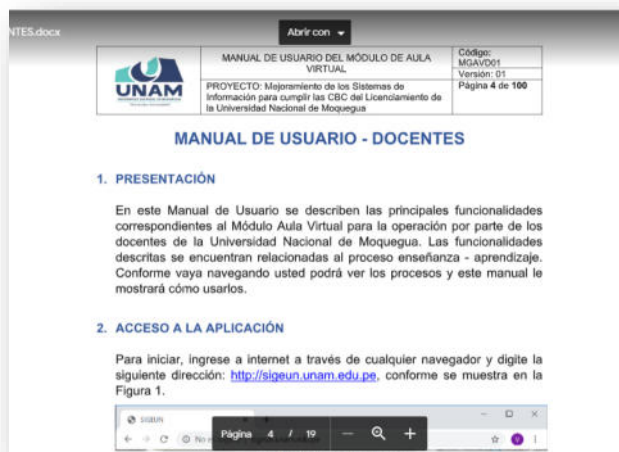 NTES.docx
Abrir con
UNAM
MANUAL DE USUARIO DEL MÓDULO DE AULA
VIRTUAL
Código:
MGAVD01
Versión: 01
PROYECTO: Mejoramiento de los Sistemas de
Información para cumplir las CBC del Licenciamiento de
la Universidad Nacional de Moquegua
Página 4 de 100
MANUAL DE USUARIO - DOCENTES
1. PRESENTACIÓN
En este Manual de Usuario se describen las principales funcionalidades
correspondientes al Módulo Aula Virtual para la operación por parte de los
docentes de la Universidad Nacional de Moquegua. Las funcionalidades
descritas se encuentran relacionadas al proceso enseñanza - aprendizaje.
Conforme vaya navegando usted podrá ver los procesos y este manual le
mostrará cómo usarlos.
2. ACCESO A LA APLICACIÓN
Para iniciar, ingrese a internet a través de cualquier navegador y digite la
siguiente dirección: http://sigeun.unam.edu.pe, conforme se muestra en la
Figura 1.
SIGEUN
No
Página 4 / 19